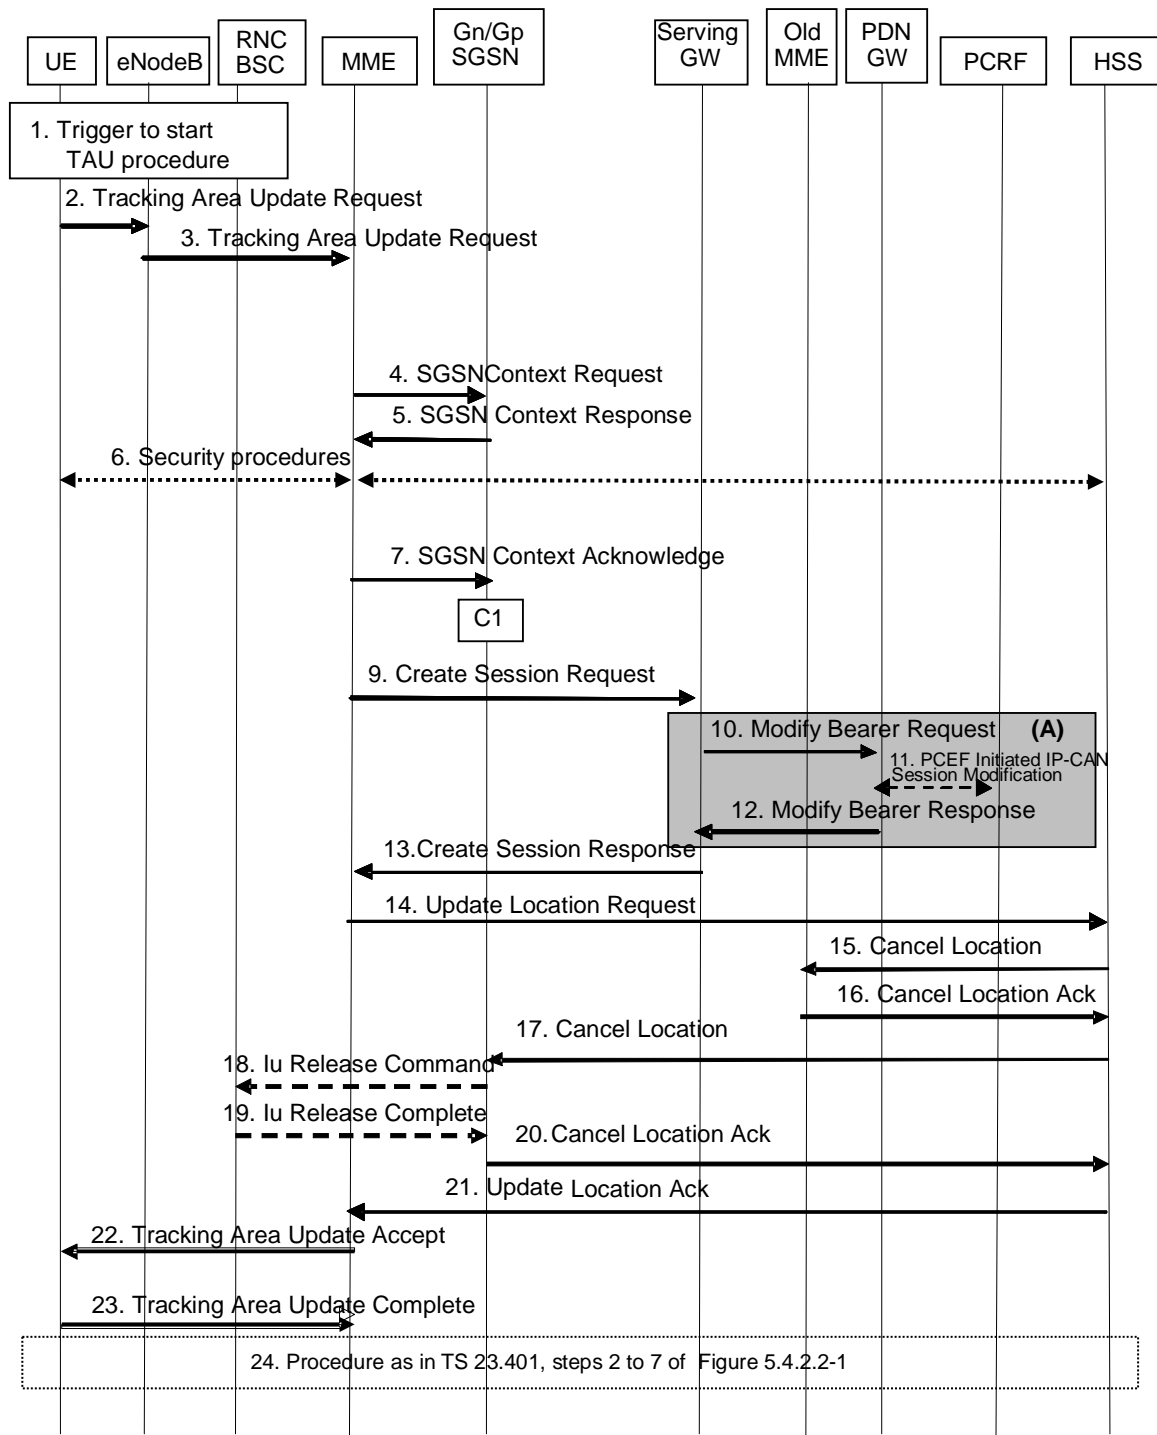 UE
eNodeB
RNC
BSC
MME
Gn/Gp
SGSN
Serving
GW
Old
MME
PDN
GW
PCRF
HSS
1. Trigger to start
TAU procedure
2. Tracking Area Update Request
3. Tracking Area Update Request
4. SGSNContext Request
5. SGSN Context Response
6. Security procedures
7. SGSN Context Acknowledge
C1
9. Create Session Request
10. Modify Bearer Request (A)
11. PCEF Initiated IP-CAN
Session Modification
12. Modify Bearer Response
13.Create Session Response
14. Update Location Request
15. Cancel Location
16. Cancel Location Ack
17. Cancel Location
18. Iu Release Command
19. Iu Release Complete
20. Cancel Location Ack
21. Update Location Ack
22. Tracking Area Update Accept
23. Tracking Area Update Complete
24. Procedure as in TS 23.401, steps 2 to 7 of Figure 5.4.2.2-1